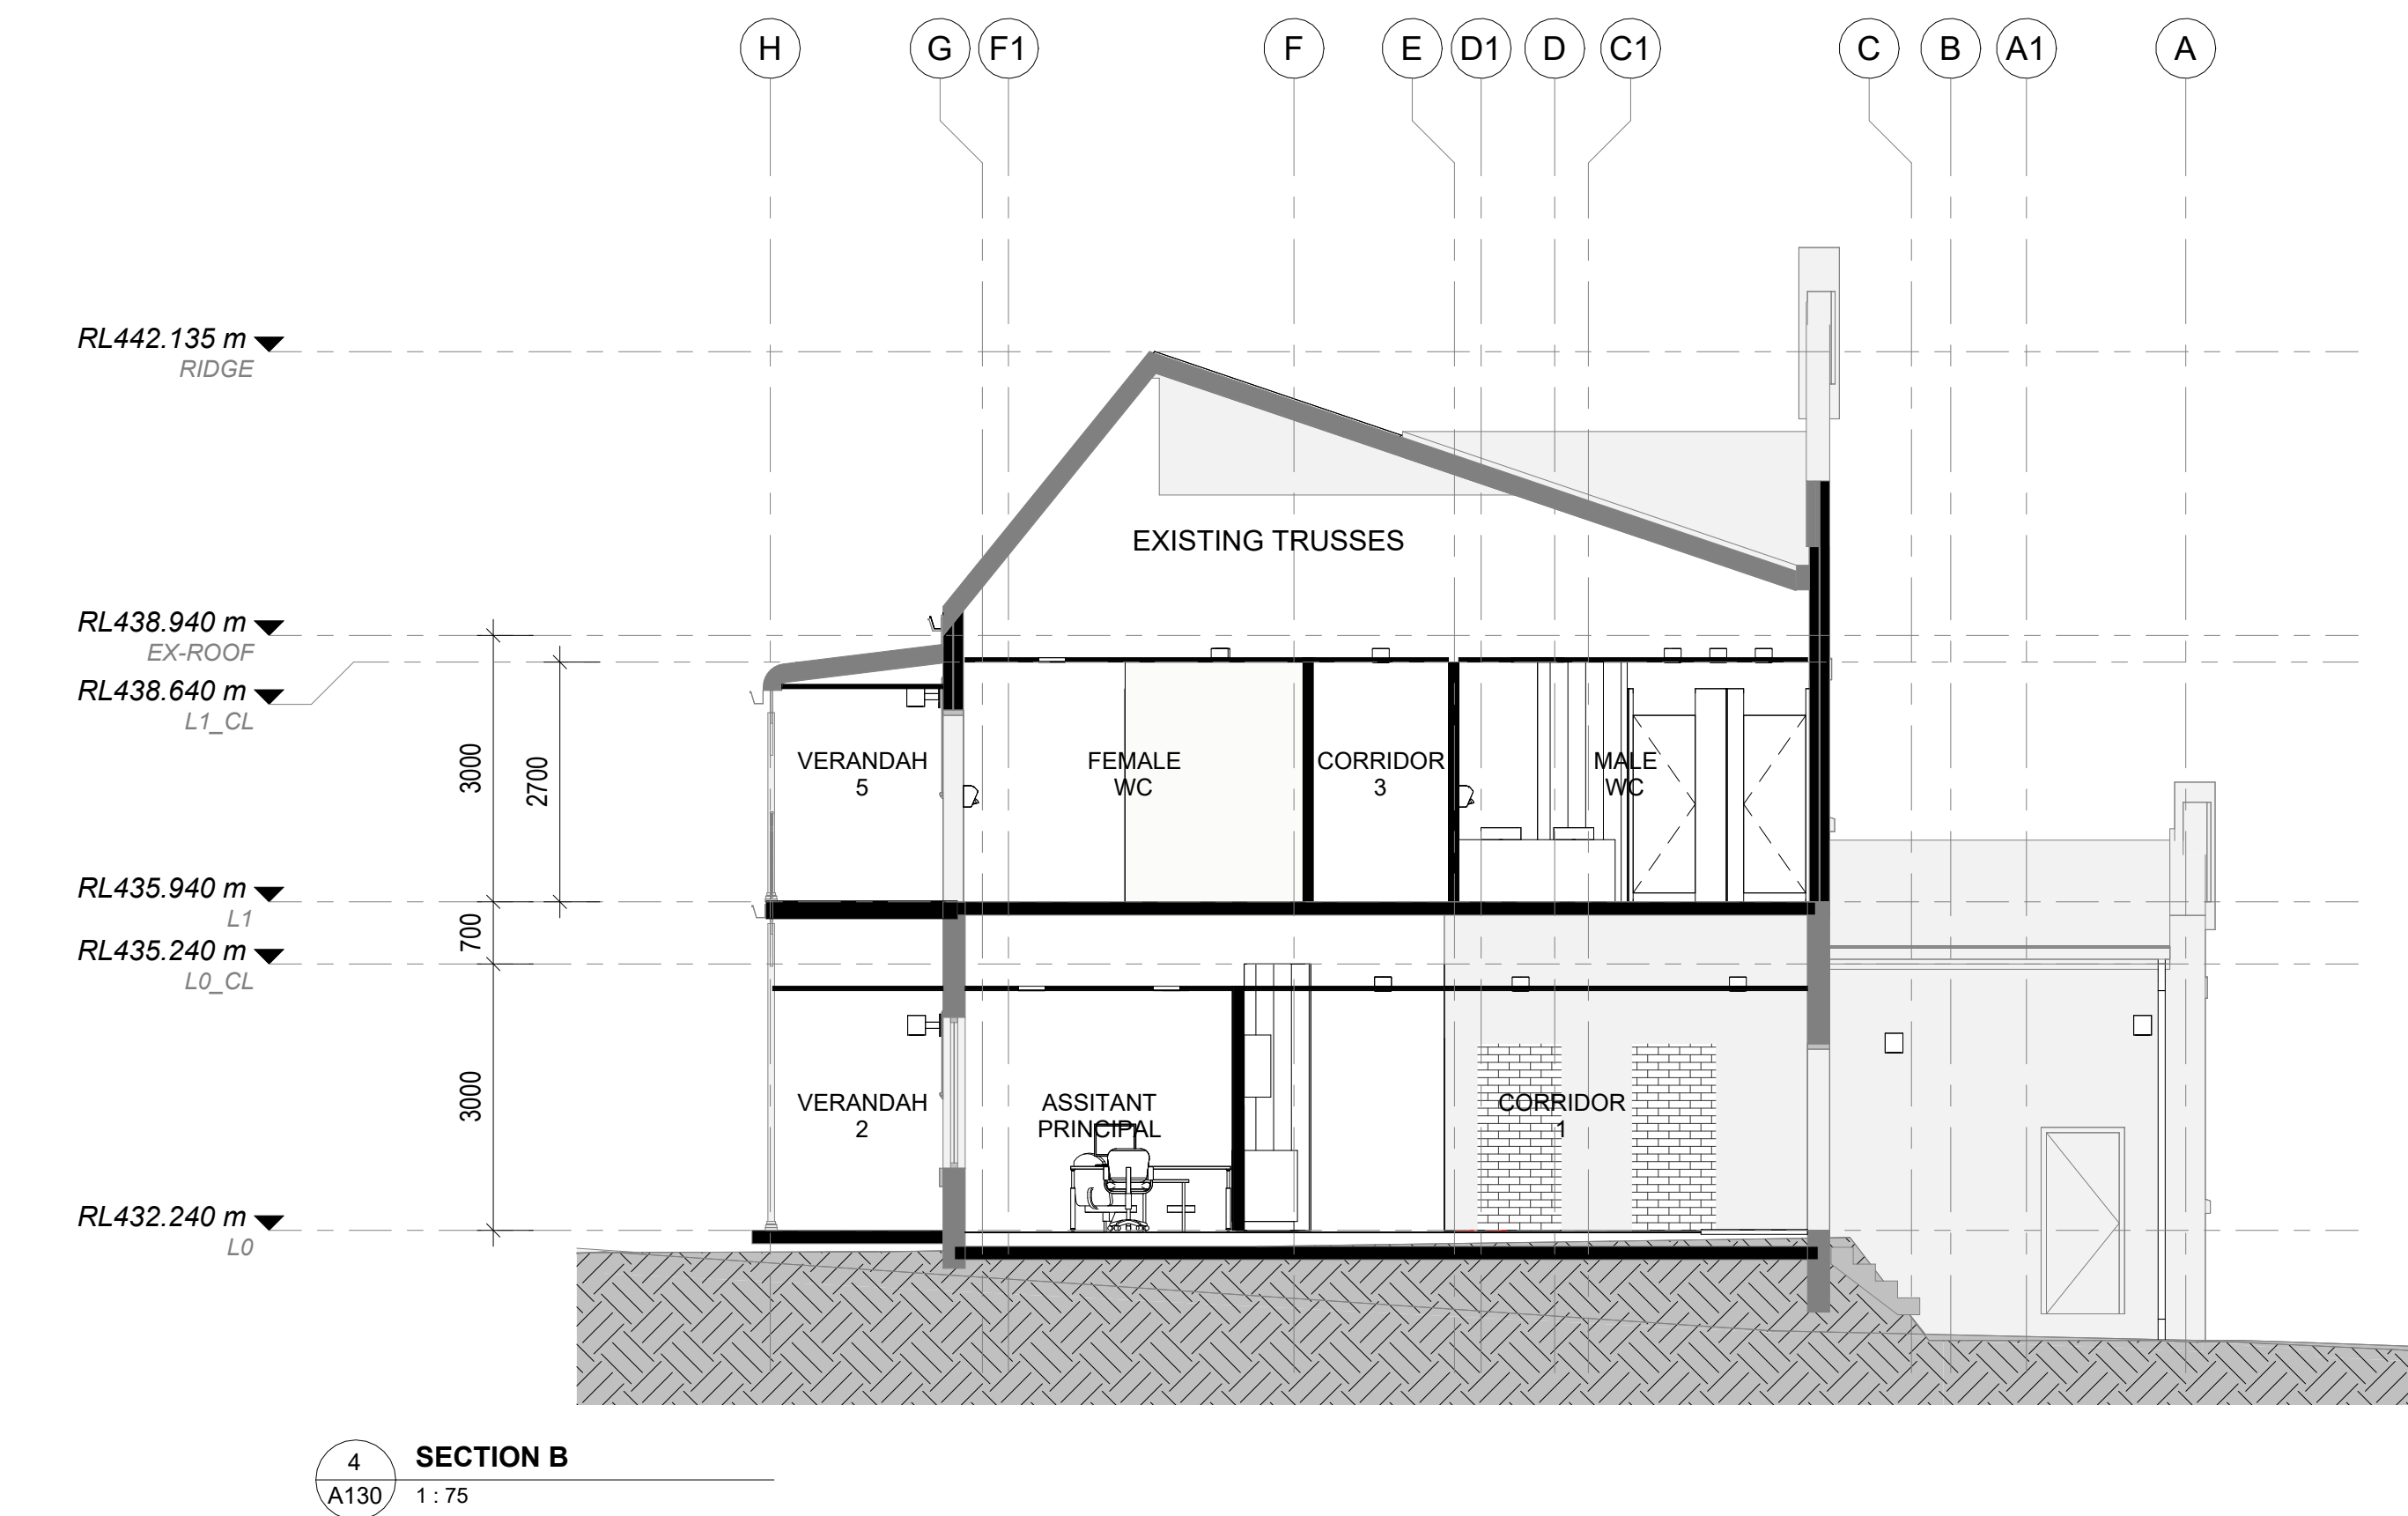 H G F1 F E D1 D C1 C B A1 A
RL442.135 m
RIDGE
EXISTING TRUSSES
RL438.940 m
EX-ROOF
RL438.640 m
L1_CL
3000
2700
VERANDAH
5
FEMALE
WC
CORRIDOR
3
MALE
WC
RL435.940 m
L1
700
RL435.240 m
L0_CL
3000
VERANDAH
2
ASSITANT
PRINCIPAL
CORRIDOR
1
RL432.240 m
L0
4
A130
SECTION B
1 : 75